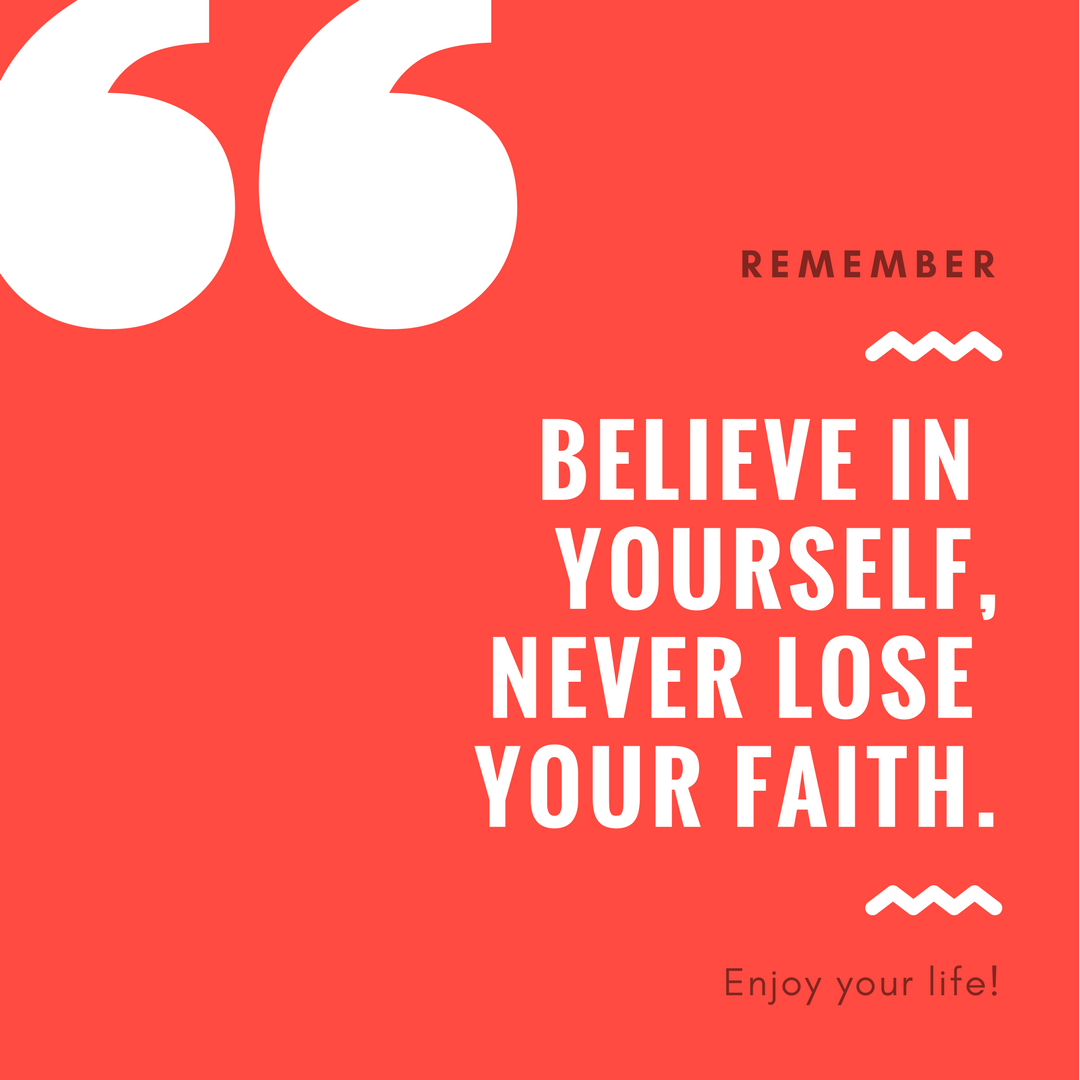 REMEMBER
BELIEVE IN
YOURSELF,
NEVER LOSE
YOUR FAITH.
Enjoy your life!